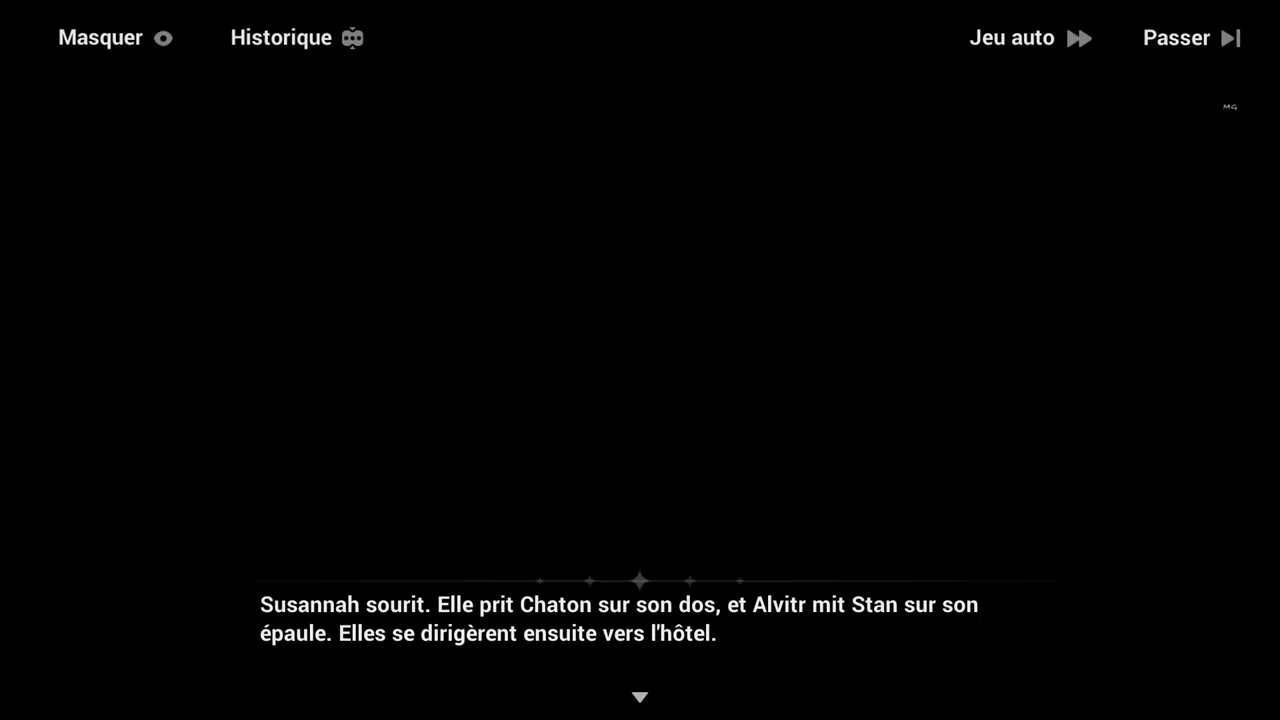 Masquer Historique Jeu auto Passer
MG
Susannah sourit. Elle prit Chaton sur son dos, et Alvitr mit Stan sur son
épaule. Elles se dirigèrent ensuite vers l'hôtel.